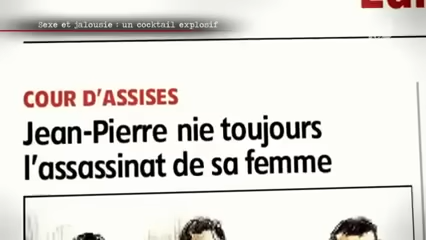 Sexe et jalousie : un cocktail explosif
COUR D'ASSISES
Jean-Pierre nie toujours
l'assassinat de sa femme